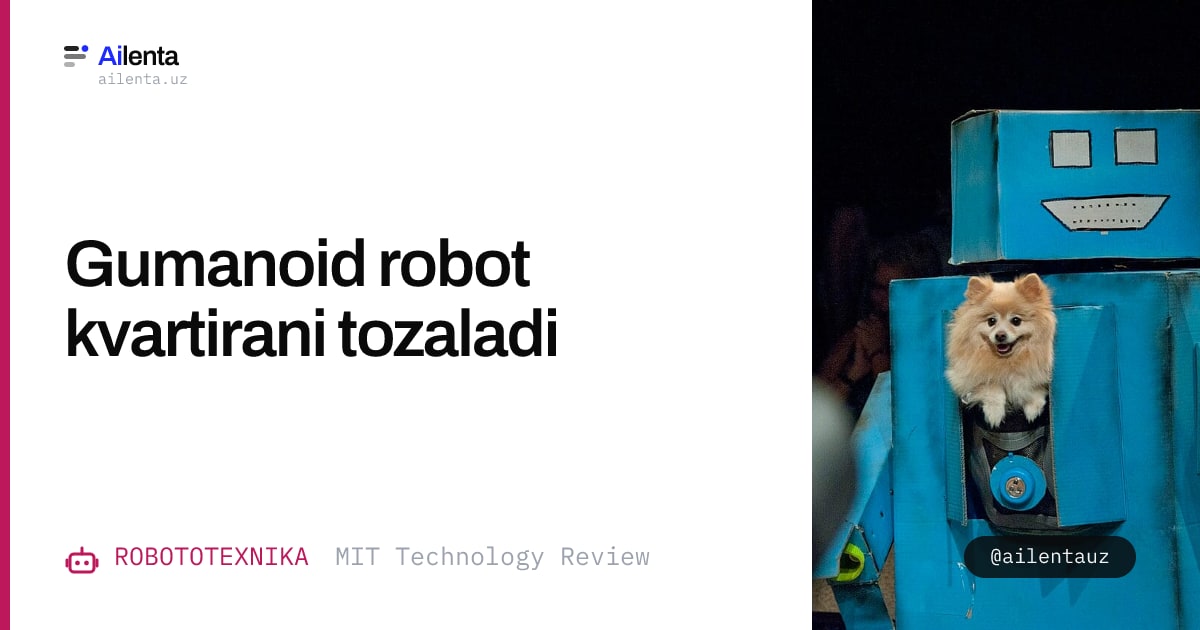 Ailenta
ailenta.uz
Gumanoid robot
kvartirani tozaladi
ROBOTOTEXNIKA MIT Technology Review
@ailentauz